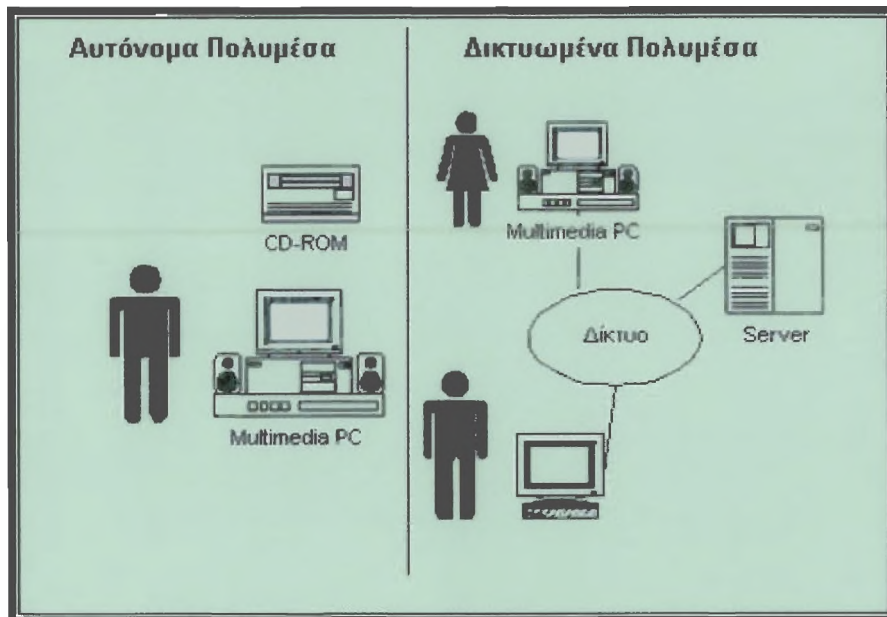 Αυτόνομα Πολυμέσα
CD-ROM
Multimedia PC
Δικτυωμένα Πολυμέσα
Multimedia PC
Δίκτυο
Server